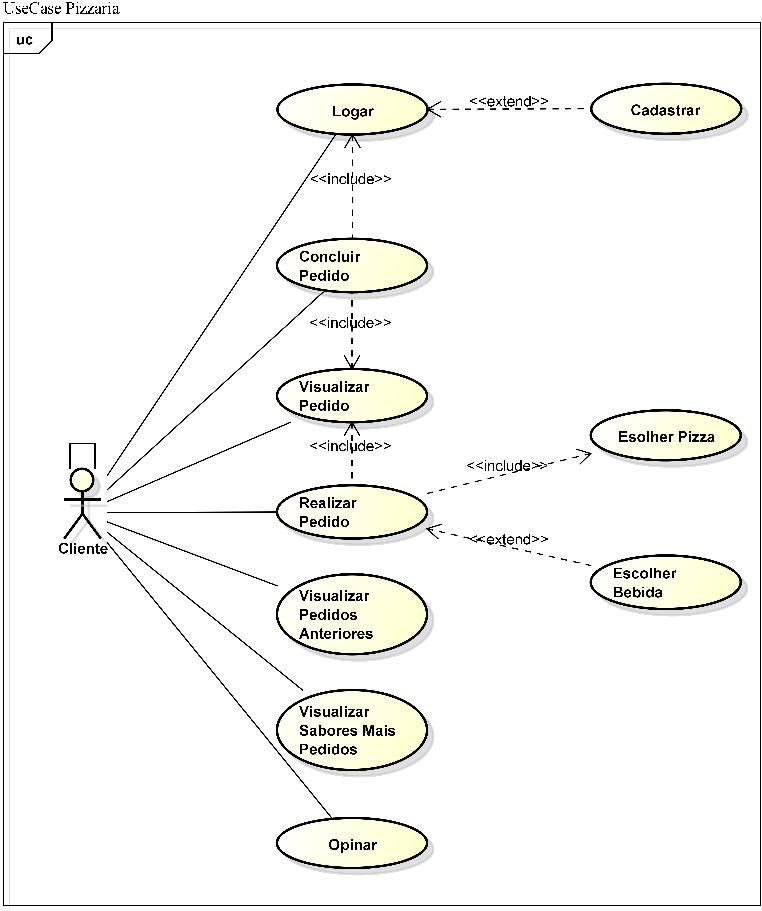 UseCase Pizzaria
uc
Logar
<<extend>>
Cadastrar
<<include>>
Concluir
Pedido
<<include>>
Visualizar
Pedido
<<include>>
Esolher Pizza
<<include>>
Realizar
Pedido
<<extend>>
Cliente
Escolher
Bebida
Visualizar
Pedidos
Anteriores
Visualizar
Sabores Mais
Pedidos
Opinar